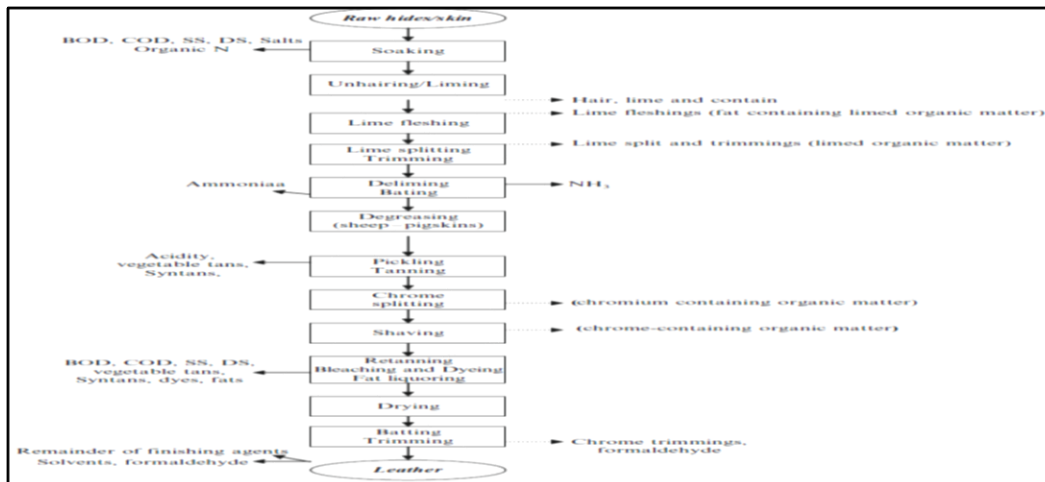 Raw hides/skin
BOD, COD, SS, DS, Salts
Organic N
Soaking
Unhairing/Liming
Hair, lime and contain
Lime fleshing
Lime fleshings (fat containing limed organic matter)
Lime splitting
Trimming
Lime split and trimmings (limed organic matter)
Ammoniaa
Deliming
Bating
NH₃
Degreasing
(sheep-pigskins)
Acidity,
vegetable tans,
Syntans,
Pickling
Tanning
Chrome
splitting
(chromium containing organic matter)
Shaving
(chrome-containing organic matter)
BOD, COD, SS, DS,
vegetable tans,
Syntans, dyes, fats
Retanning
Bleaching and Dyeing
Fat liquoring
Drying
Batting
Trimming
Chrome trimmings,
formaldehyde
Remainder of finishing agents
Solvents, formaldehyde
Leather